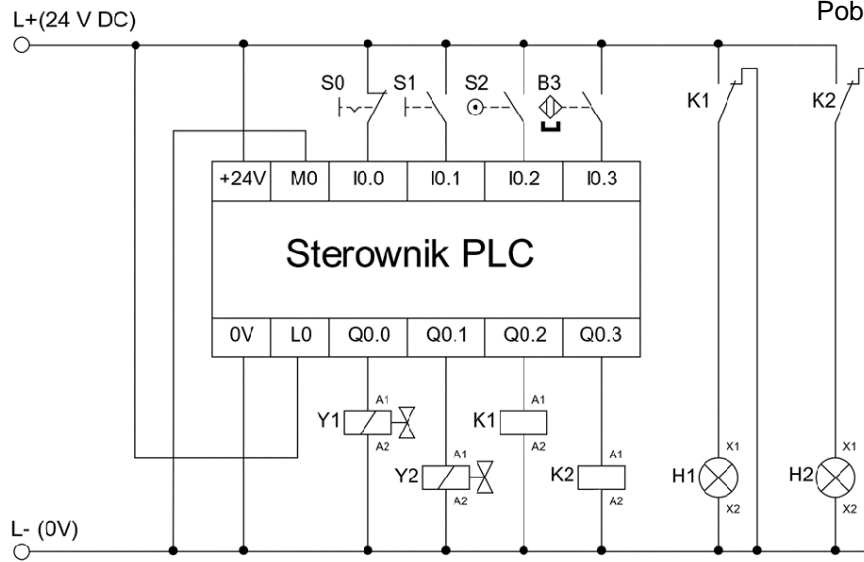 Pob
L+(24 V DC)
S0 S1 S2 B3 K1 K2
+24V M0 I0.0 I0.1 I0.2 I0.3
Sterownik PLC
0V L0 Q0.0 Q0.1 Q0.2 Q0.3
A1 A1
Y1 K1
A2 A2
A1 A1 X1 X1
Y2 K2 H1 H2
A2 A2 X2 X2
L- (0V)